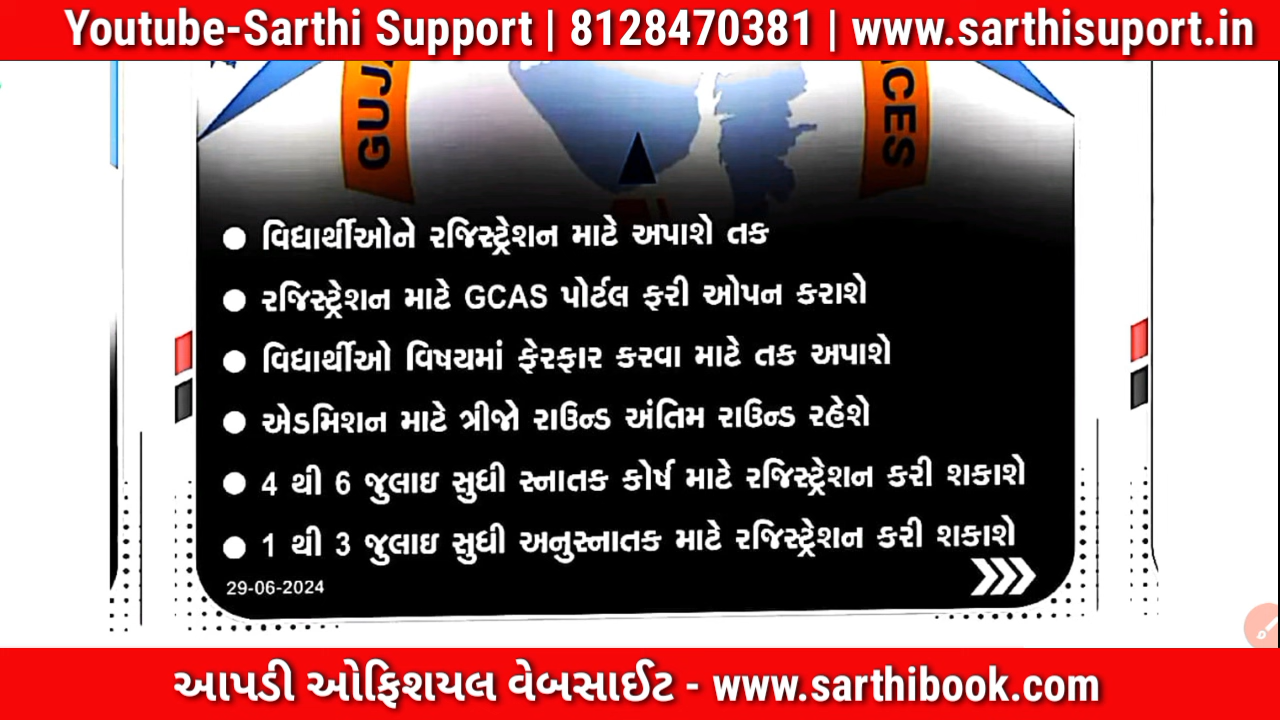 Youtube-Sarthi Support | 8128470381 | www.sarthisuport.in
વિદ્યાર્થીઓને રજિસ્ટ્રેશન માટે અપાશે તક
રજિસ્ટ્રેશન માટે GCAS પોર્ટલ ફરી ઓપન કરાશે
વિદ્યાર્થીઓ વિષયમાં ફેરફાર કરવા માટે તક અપાશે
એડમિશન માટે ત્રીજો રાઉન્ડ અંતિમ રાઉન્ડ રહેશે
4 થી 6 જુલાઇ સુધી સ્નાતક કોર્ષ માટે રજિસ્ટ્રેશન કરી શકાશે
1 થી 3 જુલાઇ સુધી અનુસ્નાતક માટે રજિસ્ટ્રેશન કરી શકાશે
29-06-2024
આપડી ઓફિશયલ વેબસાઈટ - www.sarthibook.com